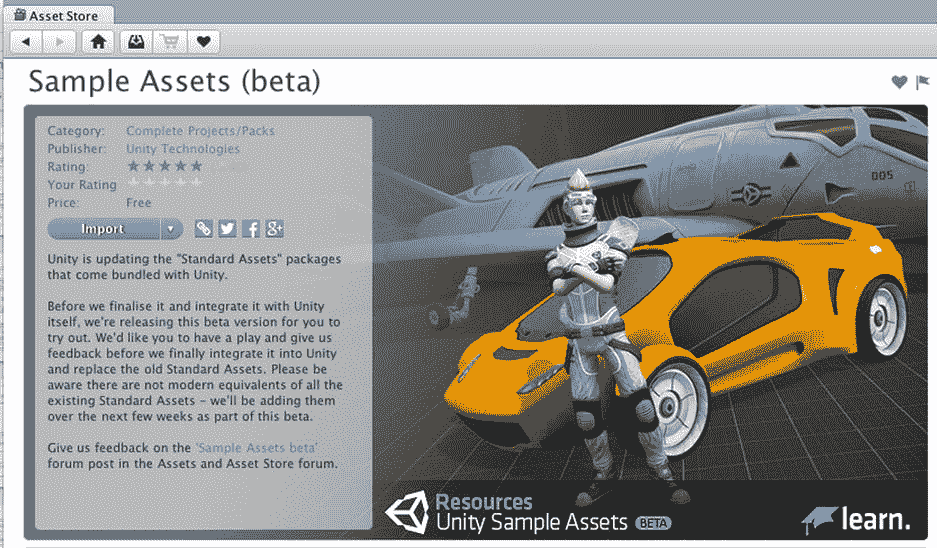 Asset Store
Sample Assets (beta)
Category: Complete Projects/Packs
Publisher: Unity Technologies
Rating:
Your Rating
Price: Free
Import
Unity is updating the "Standard Assets" packages
that come bundled with Unity.
Before we finalise it and integrate it with Unity
itself, we're releasing this beta version for you to
try out. We'd like you to have a play and give us
feedback before we finally integrate it into Unity
and replace the old Standard Assets. Please be
aware there are not modern equivalents of all the
existing Standard Assets – we'll be adding them
over the next few weeks as part of this beta.
Give us feedback on the 'Sample Assets beta'
forum post in the Assets and Asset Store forum.
005
Resources
Unity Sample Assets BETA
learn.